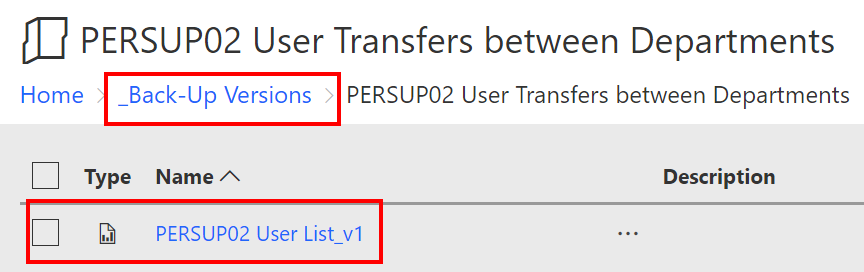 PERSUP02 User Transfers between Departments
Home > _Back-Up Versions > PERSUP02 User Transfers between Departments
Type Name Description
PERSUP02 User List_v1 ...